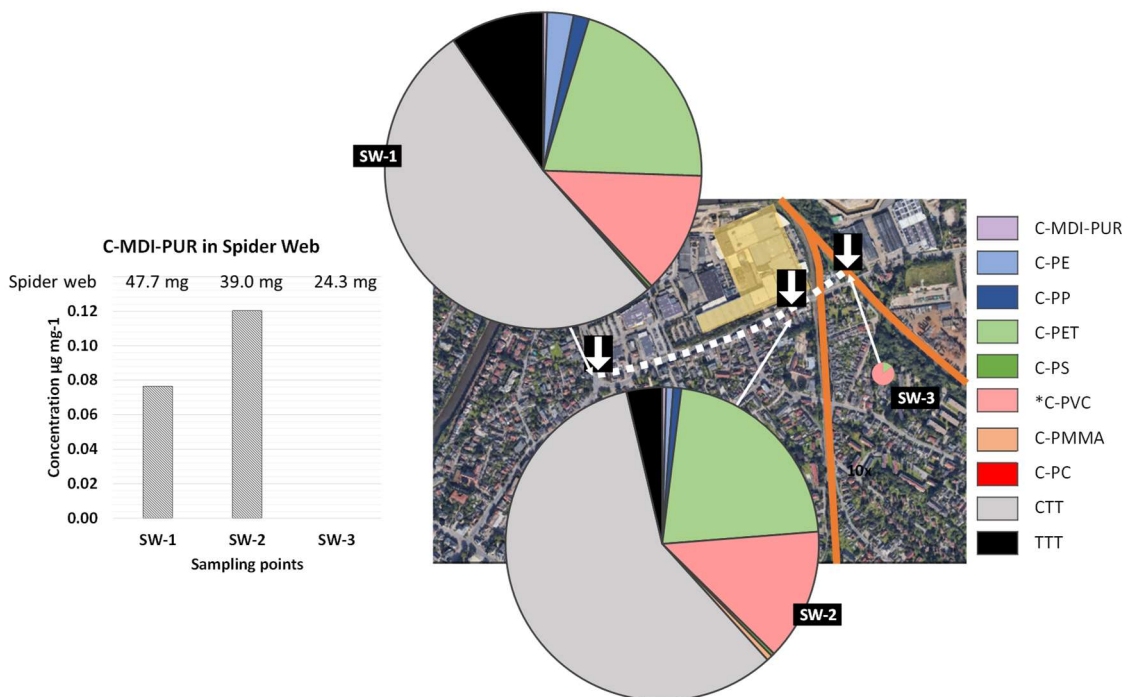 SW-1
C-MDI-PUR in Spider Web
Spider web 47.7 mg 39.0 mg 24.3 mg
Concentration µg mg-1
0.12
0.10
0.08
0.06
0.04
0.02
0.00
SW-1 SW-2 SW-3
Sampling points
SW-3
10x
SW-2
C-MDI-PUR
C-PE
C-PP
C-PET
C-PS
*C-PVC
C-PMMA
C-PC
CTT
TTT